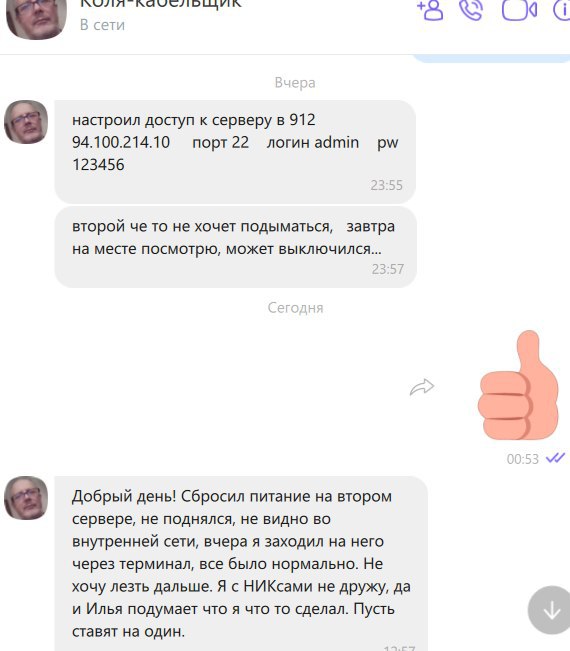 Коля-кабельщик
В сети
Вчера
настроил доступ к серверу в 912
94.100.214.10 порт 22 логин admin pw
123456
23:55
второй че то не хочет подыматься, завтра
на месте посмотрю, может выключился...
23:57
Сегодня
00:53
Добрый день! Сбросил питание на втором
сервере, не поднялся, не видно во
внутренней сети, вчера я заходил на него
через терминал, все было нормально. Не
хочу лезть дальше. Я с НИКсами не дружу, да
и Илья подумает что я что то сделал. Пусть
ставят на один.